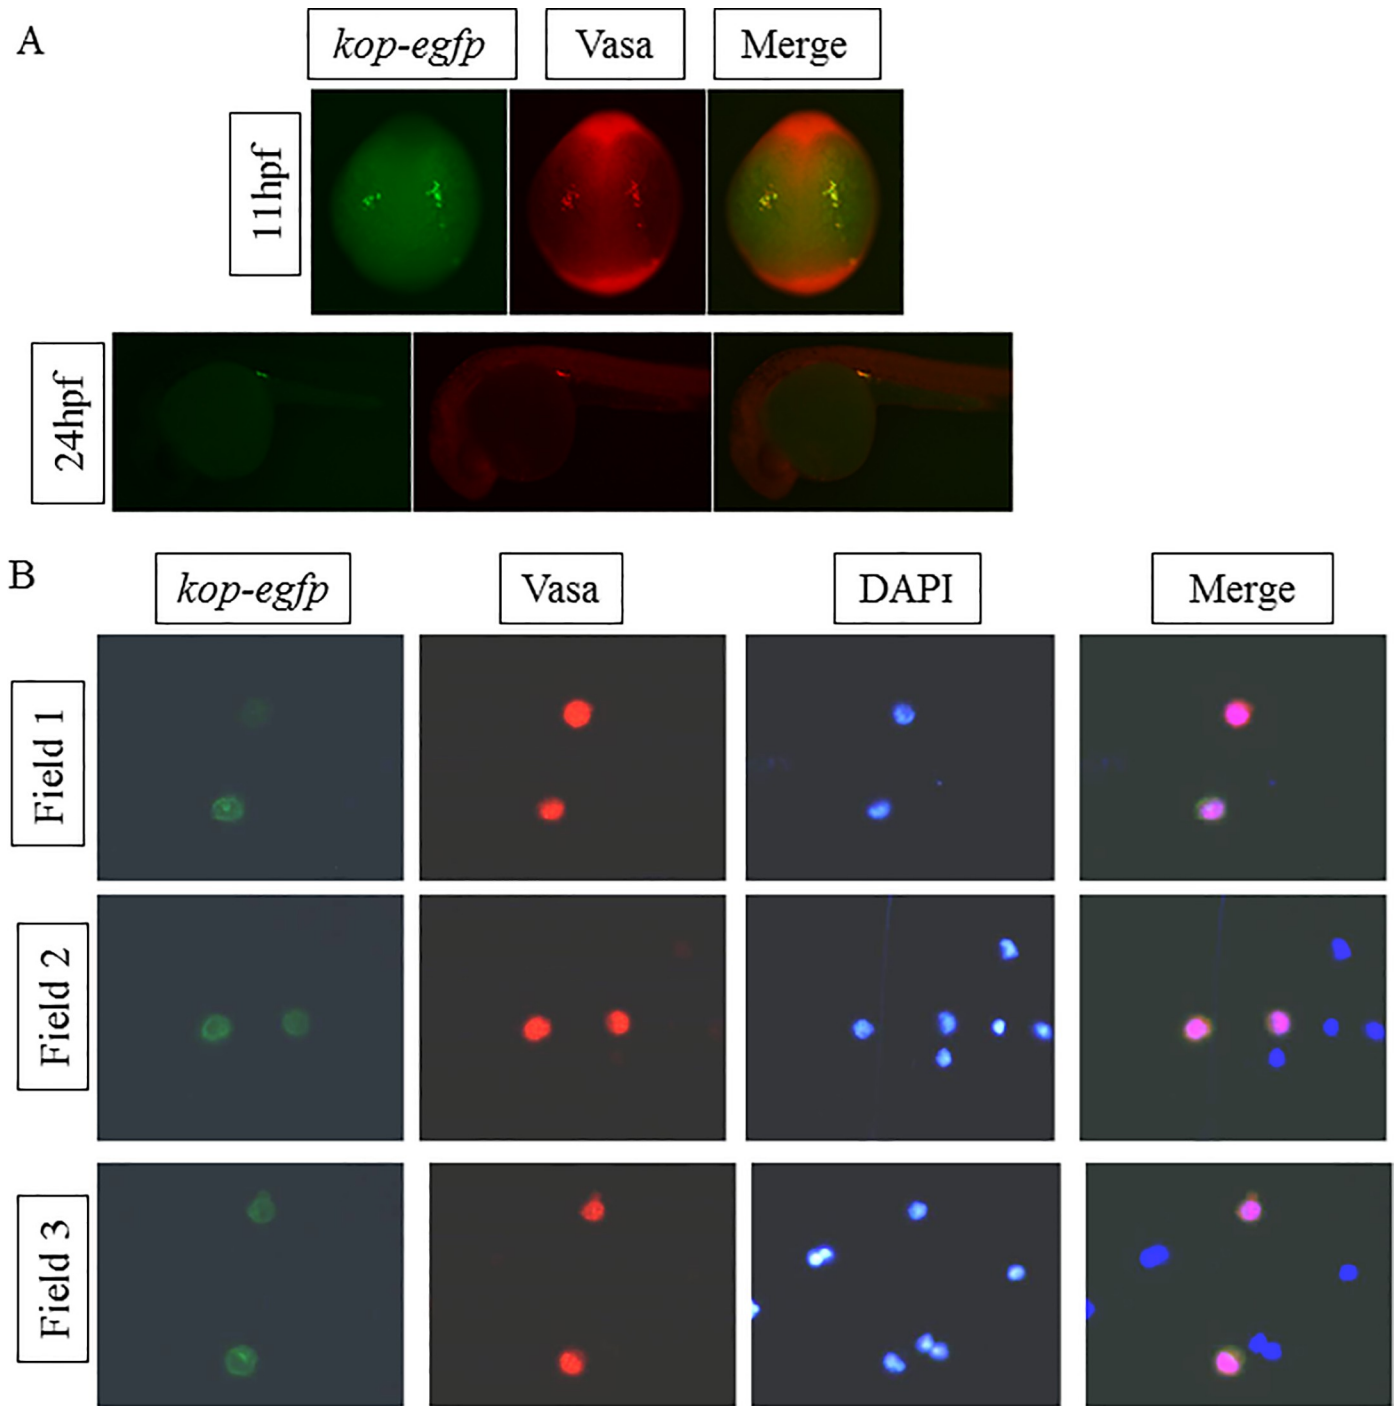 A
kop-egfp
Vasa
Merge
11hpf
24hpf
B
kop-egfp
Vasa
DAPI
Merge
Field 1
Field 2
Field 3